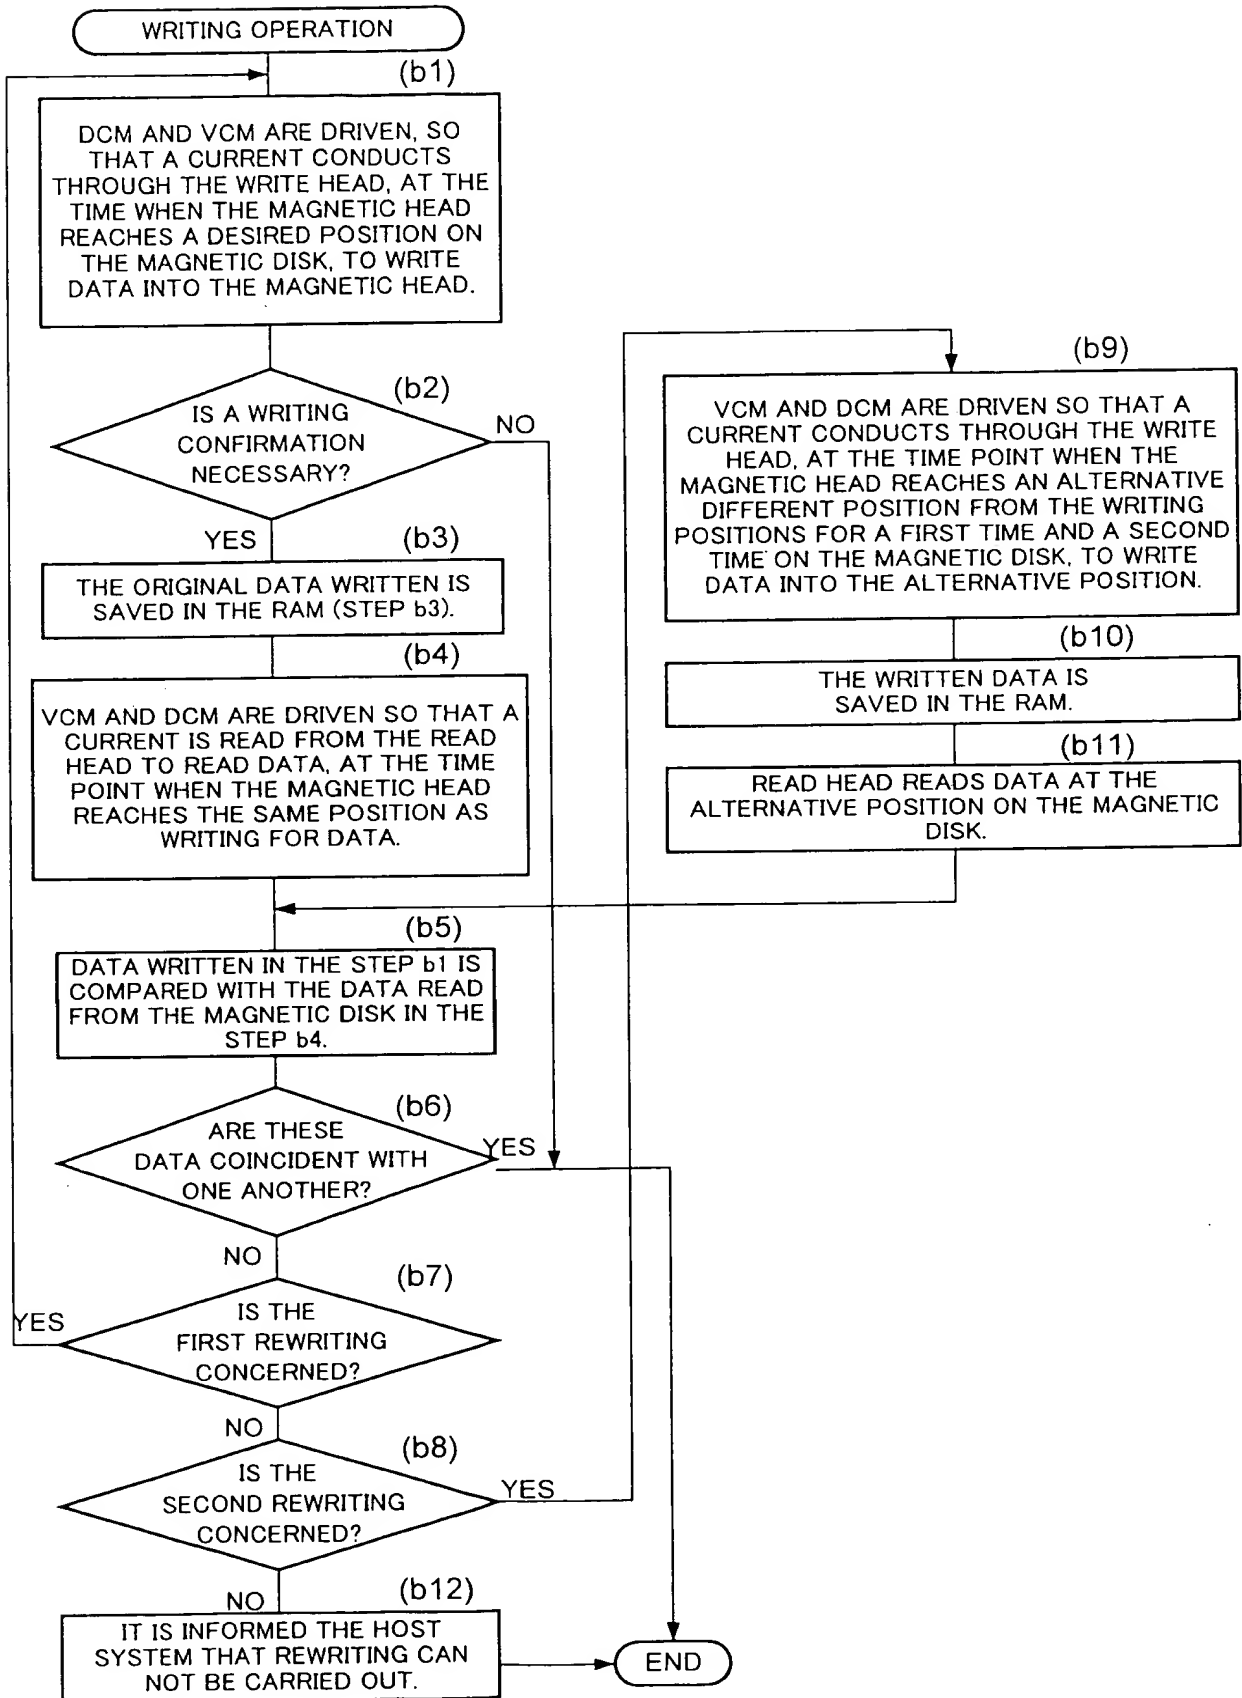 WRITING OPERATION
(b1)
DCM AND VCM ARE DRIVEN, SO
THAT A CURRENT CONDUCTS
THROUGH THE WRITE HEAD, AT THE
TIME WHEN THE MAGNETIC HEAD
REACHES A DESIRED POSITION ON
THE MAGNETIC DISK, TO WRITE
DATA INTO THE MAGNETIC HEAD.
(b2)
IS A WRITING
CONFIRMATION
NECESSARY?
NO
YES
(b3)
THE ORIGINAL DATA WRITTEN IS
SAVED IN THE RAM (STEP b3).
(b4)
VCM AND DCM ARE DRIVEN SO THAT A
CURRENT IS READ FROM THE READ
HEAD TO READ DATA, AT THE TIME
POINT WHEN THE MAGNETIC HEAD
REACHES THE SAME POSITION AS
WRITING FOR DATA.
(b5)
DATA WRITTEN IN THE STEP b1 IS
COMPARED WITH THE DATA READ
FROM THE MAGNETIC DISK IN THE
STEP b4.
(b6)
ARE THESE
DATA COINCIDENT WITH
ONE ANOTHER?
YES
NO
(b7)
IS THE
FIRST REWRITING
CONCERNED?
YES
NO
(b8)
IS THE
SECOND REWRITING
CONCERNED?
YES
NO
(b9)
VCM AND DCM ARE DRIVEN SO THAT A
CURRENT CONDUCTS THROUGH THE WRITE
HEAD, AT THE TIME POINT WHEN THE
MAGNETIC HEAD REACHES AN ALTERNATIVE
DIFFERENT POSITION FROM THE WRITING
POSITIONS FOR A FIRST TIME AND A SECOND
TIME ON THE MAGNETIC DISK, TO WRITE
DATA INTO THE ALTERNATIVE POSITION.
(b10)
THE WRITTEN DATA IS
SAVED IN THE RAM.
(b11)
READ HEAD READS DATA AT THE
ALTERNATIVE POSITION ON THE MAGNETIC
DISK.
(b12)
IT IS INFORMED THE HOST
SYSTEM THAT REWRITING CAN
NOT BE CARRIED OUT.
END